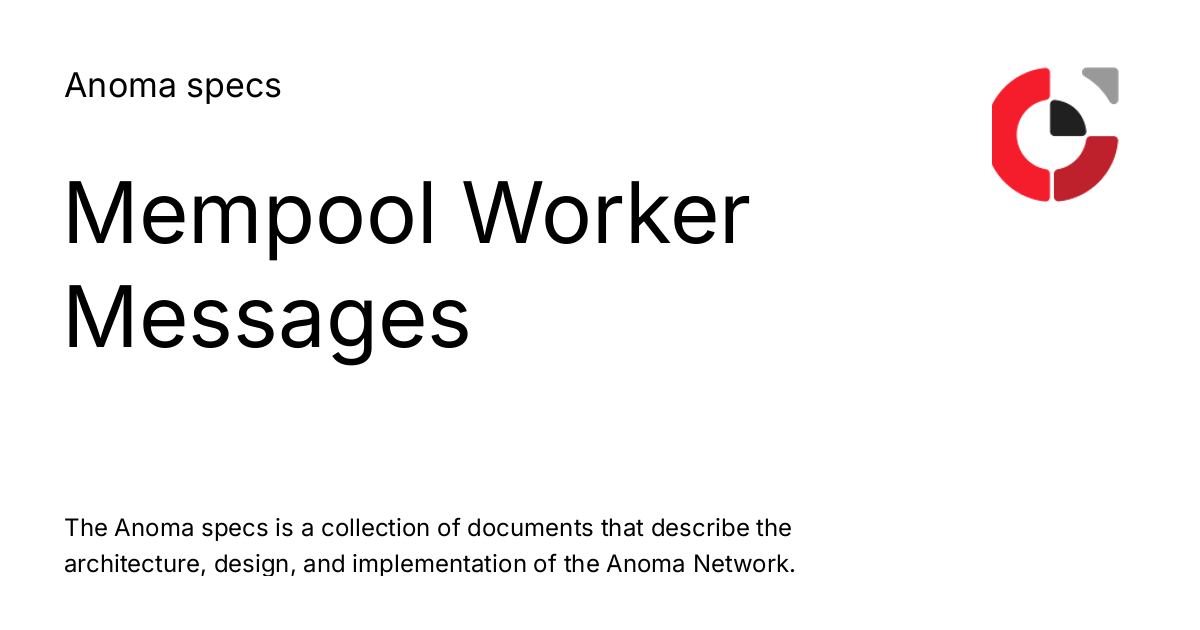 Anoma specs
Mempool Worker
Messages
The Anoma specs is a collection of documents that describe the
architecture, design, and implementation of the Anoma Network.